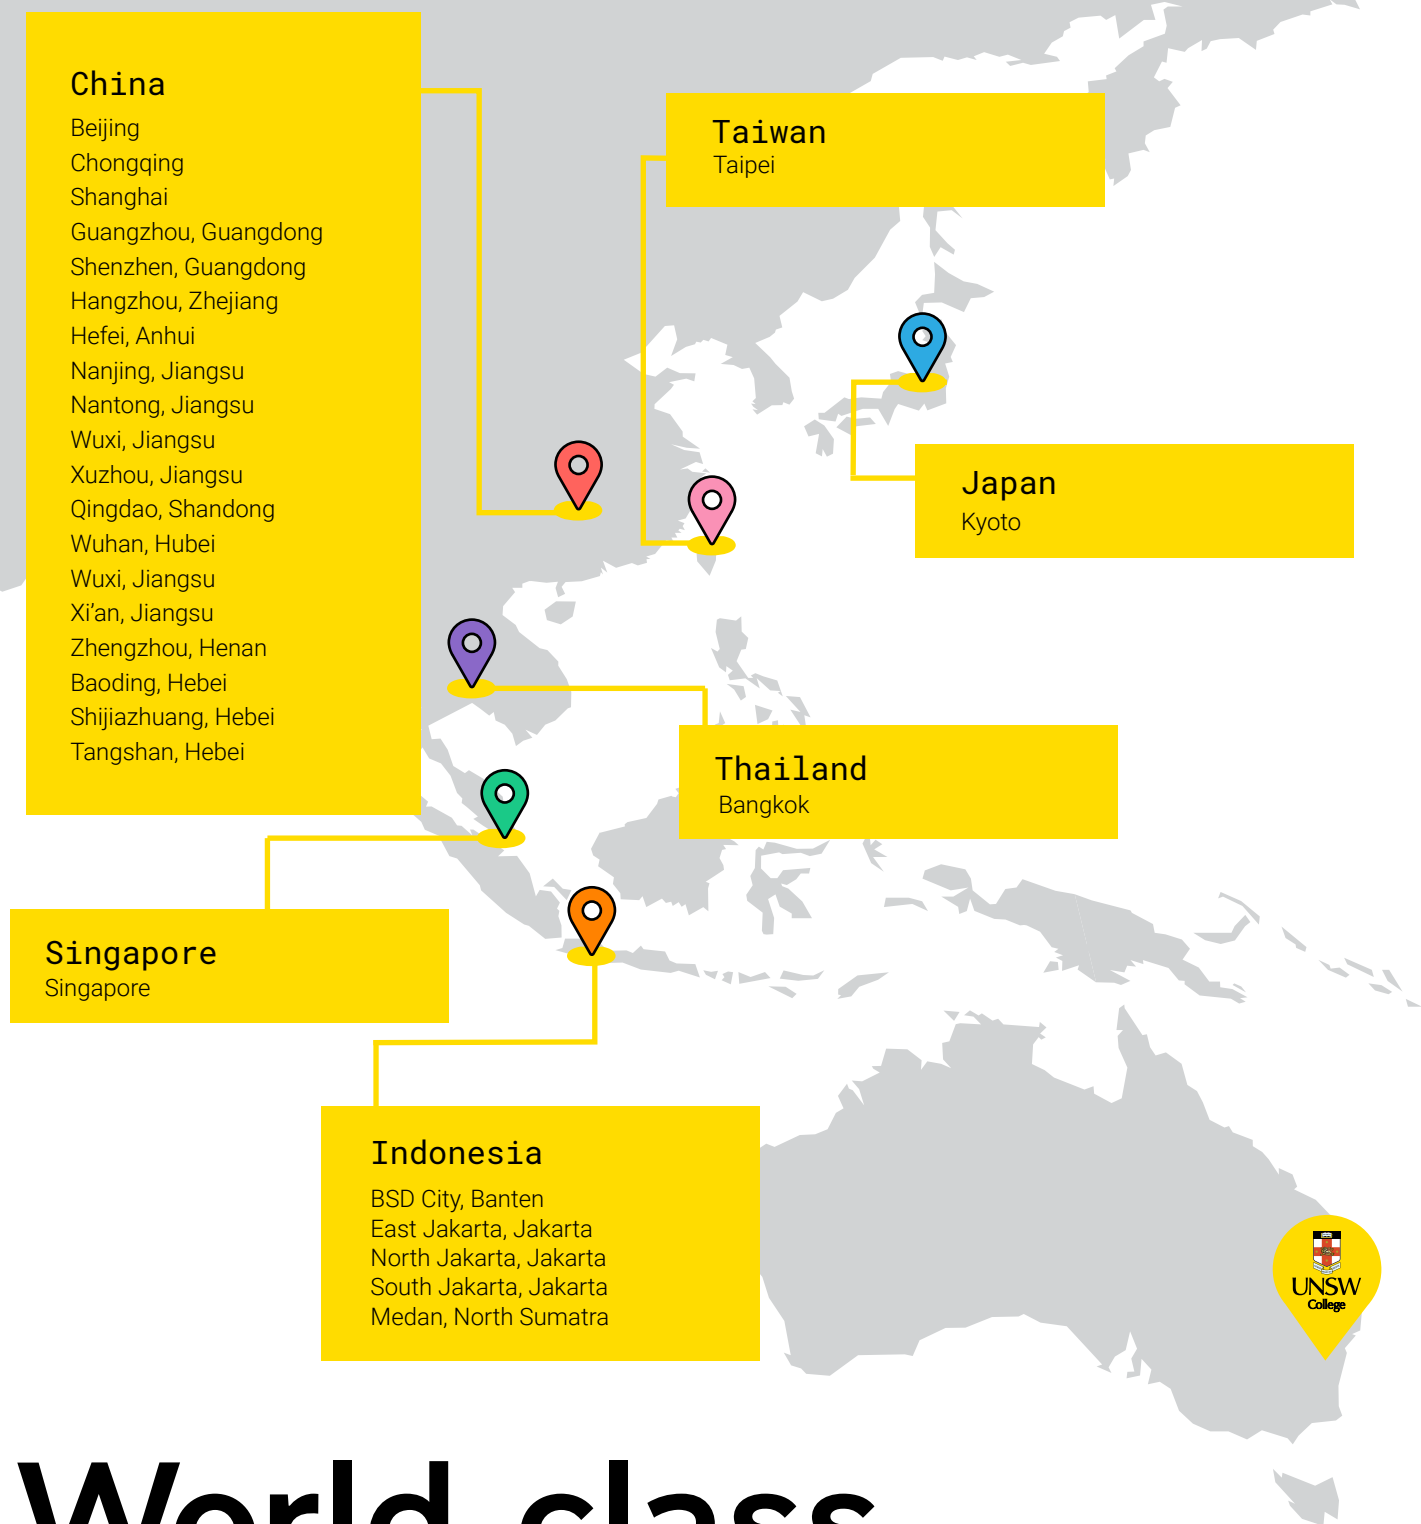 China
Beijing
Chongqing
Shanghai
Guangzhou, Guangdong
Shenzhen, Guangdong
Hangzhou, Zhejiang
Hefei, Anhui
Nanjing, Jiangsu
Nantong, Jiangsu
Wuxi, Jiangsu
Xuzhou, Jiangsu
Qingdao, Shandong
Wuhan, Hubei
Wuxi, Jiangsu
Xi’an, Jiangsu
Zhengzhou, Henan
Baoding, Hebei
Shijiazhuang, Hebei
Tangshan, Hebei
Taiwan
Taipei
Japan
Kyoto
Thailand
Bangkok
Singapore
Singapore
Indonesia
BSD City, Banten
East Jakarta, Jakarta
North Jakarta, Jakarta
South Jakarta, Jakarta
Medan, North Sumatra
UNSW
College
World-class